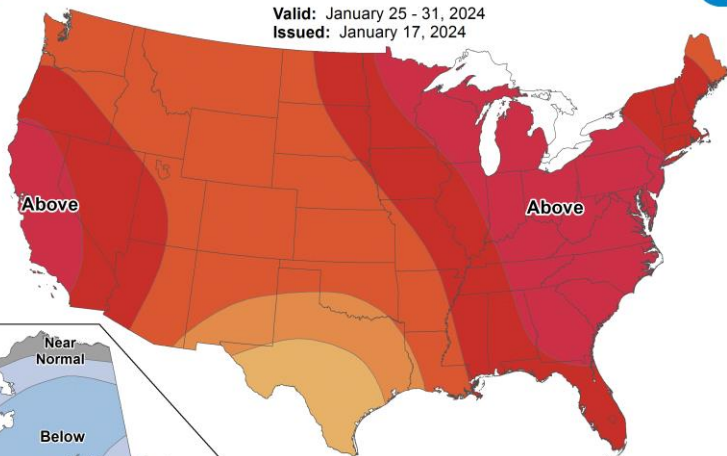 Valid: January 25 - 31, 2024
Issued: January 17, 2024
Above
Above
Near
Normal
Below